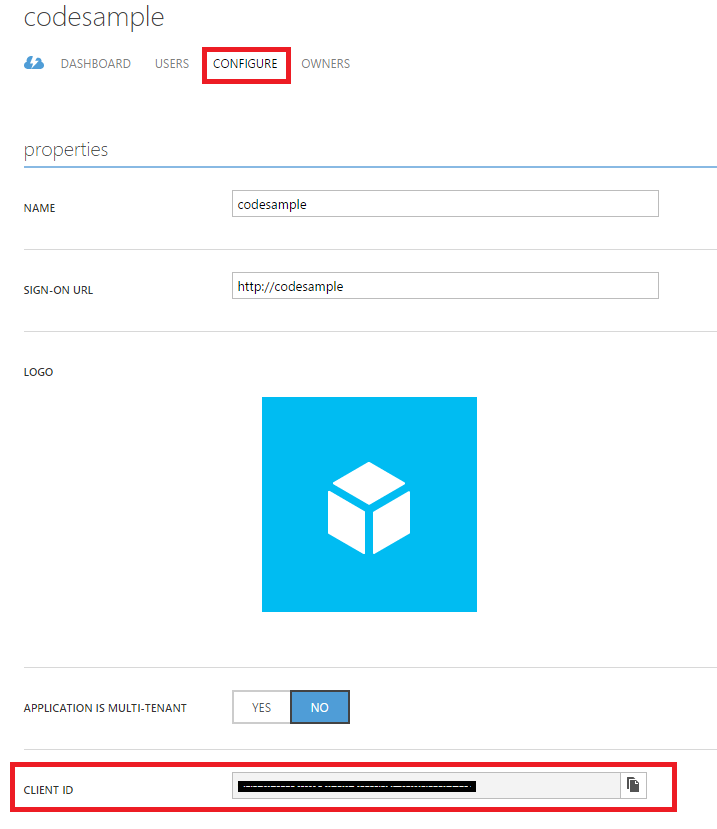 codesample
DASHBOARD USERS CONFIGURE OWNERS
properties
NAME codesample
SIGN-ON URL http://codesample
LOGO
APPLICATION IS MULTI-TENANT YES NO
CLIENT ID